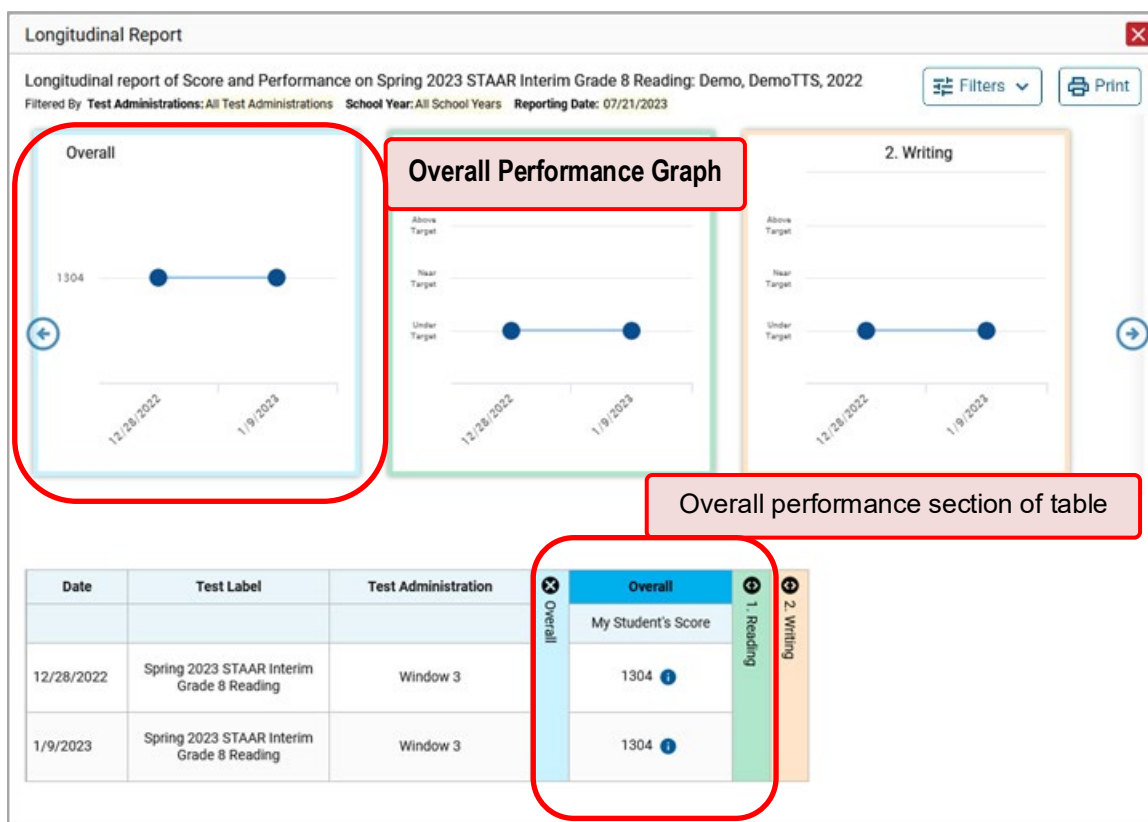 Longitudinal Report
Longitudinal report of Score and Performance on Spring 2023 STAAR Interim Grade 8 Reading: Demo, DemoTTS, 2022
Filtered By Test Administrations: All Test Administrations School Year: All School Years Reporting Date: 07/21/2023
Filters
Print
Overall
1304
12/28/2022
1/9/2023
Overall Performance Graph
Above
Target
Near
Target
Under
Target
12/28/2022
1/9/2023
2. Writing
Above
Target
Near
Target
Under
Target
12/28/2022
1/9/2023
Overall performance section of table
Date Test Label Test Administration Overall Overall 1. Reading 2. Writing
My Student's Score
12/28/2022 Spring 2023 STAAR Interim Grade 8 Reading Window 3 1304
1/9/2023 Spring 2023 STAAR Interim Grade 8 Reading Window 3 1304